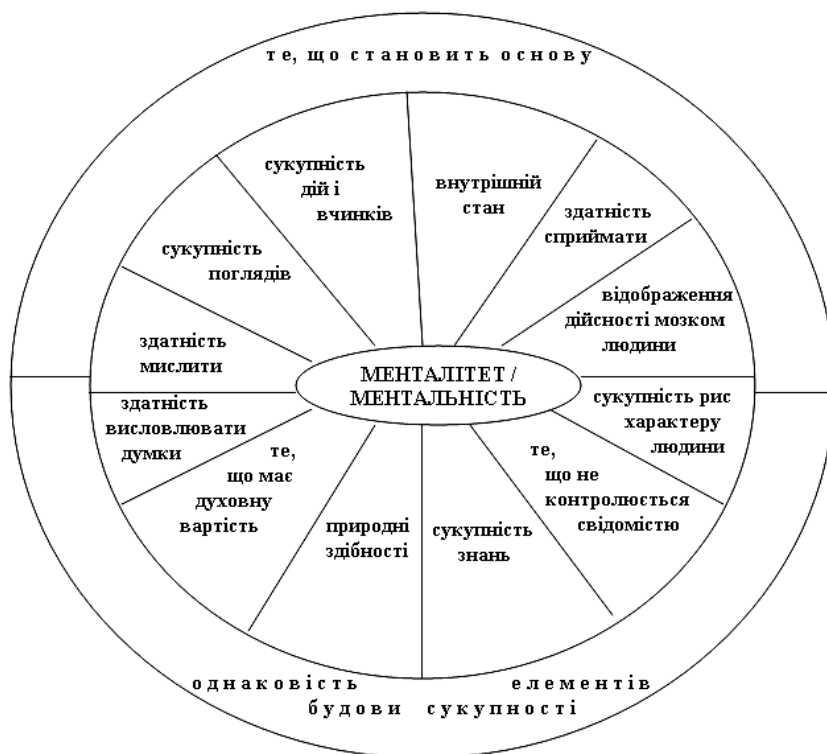 те, що становить основу
сукупність
дій і
вчинків
внутрішній
стан
здатність
сприймати
відображення
дійсності мозком
людини
сукупність рис
характеру
людини
те,
що не
контролюється
свідомістю
сукупність
знань
природні
здібності
те,
що має
духовну
вартість
здатність
висловлювати
думки
здатність
мислити
сукупність
поглядів
МЕНТАЛІТЕТ /
МЕНТАЛЬНІСТЬ
однаковість елементів
будови сукупності